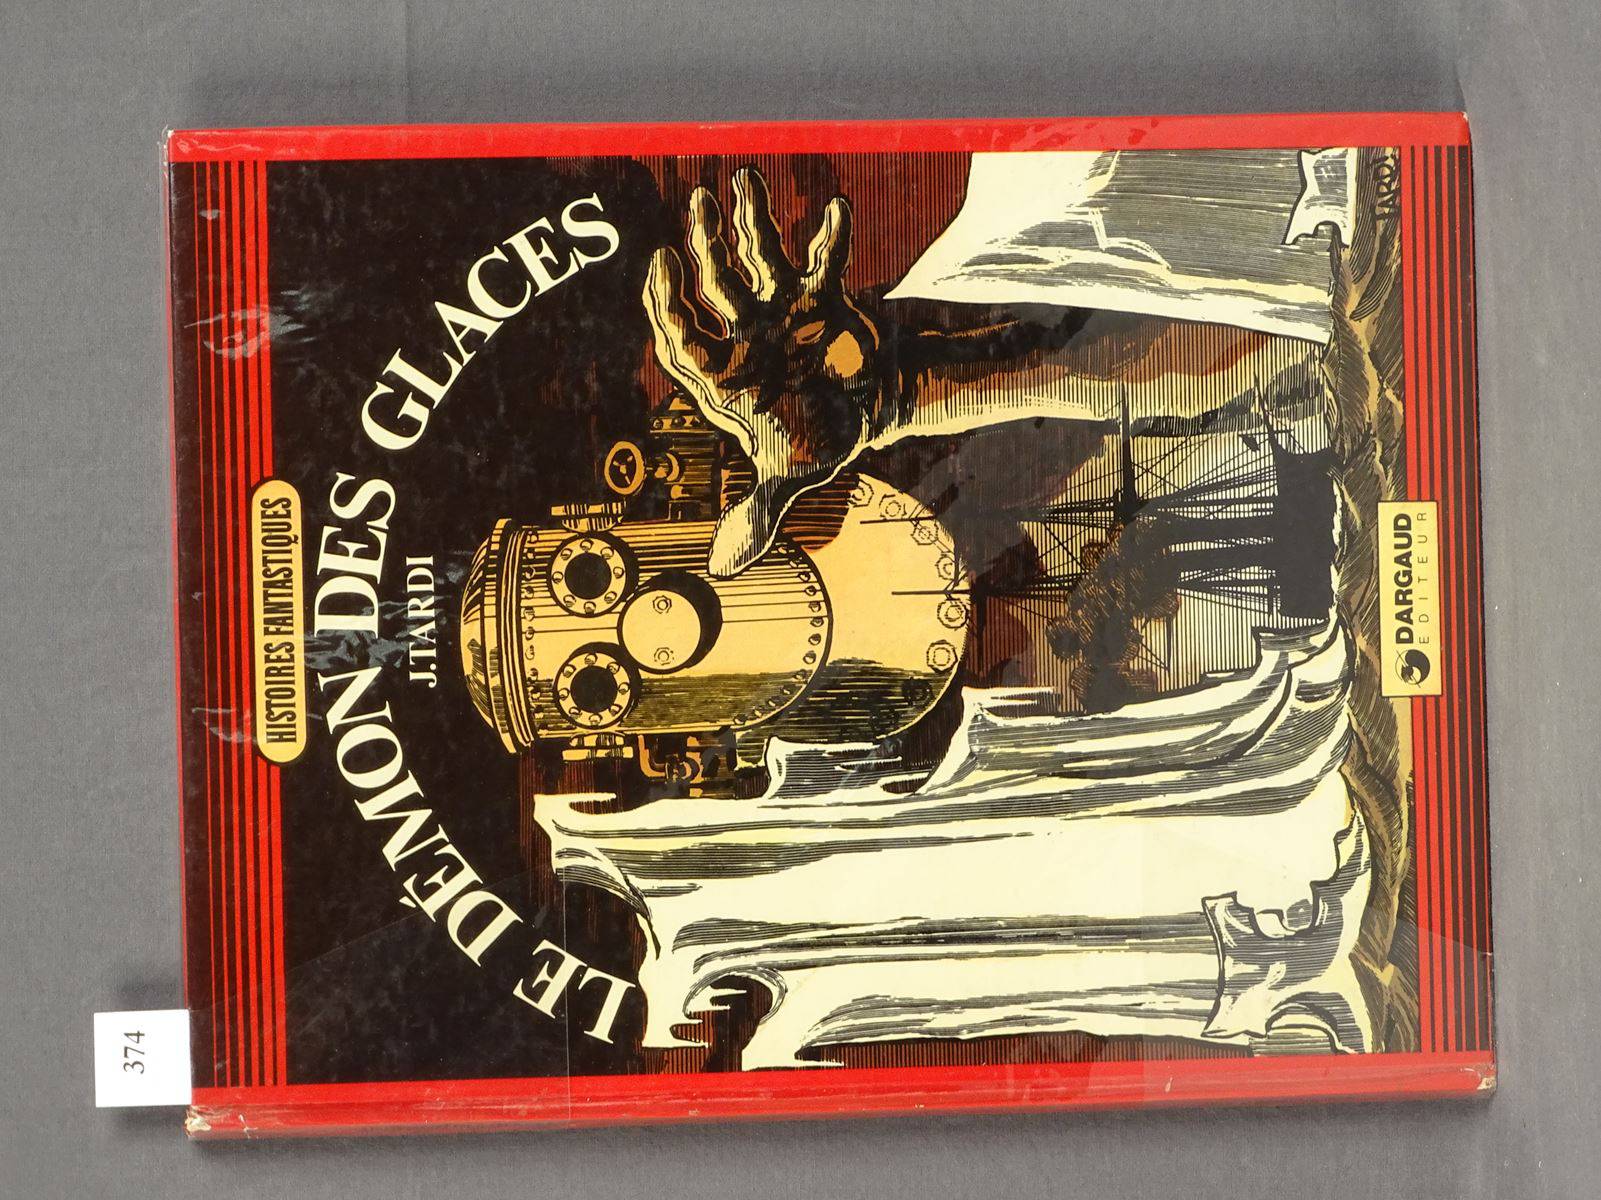 374
HISTOIRES FANTASTIQUES
LE DÉMON DES GLACES
J.TARDI
TARDI
DARGAUD
EDITEUR